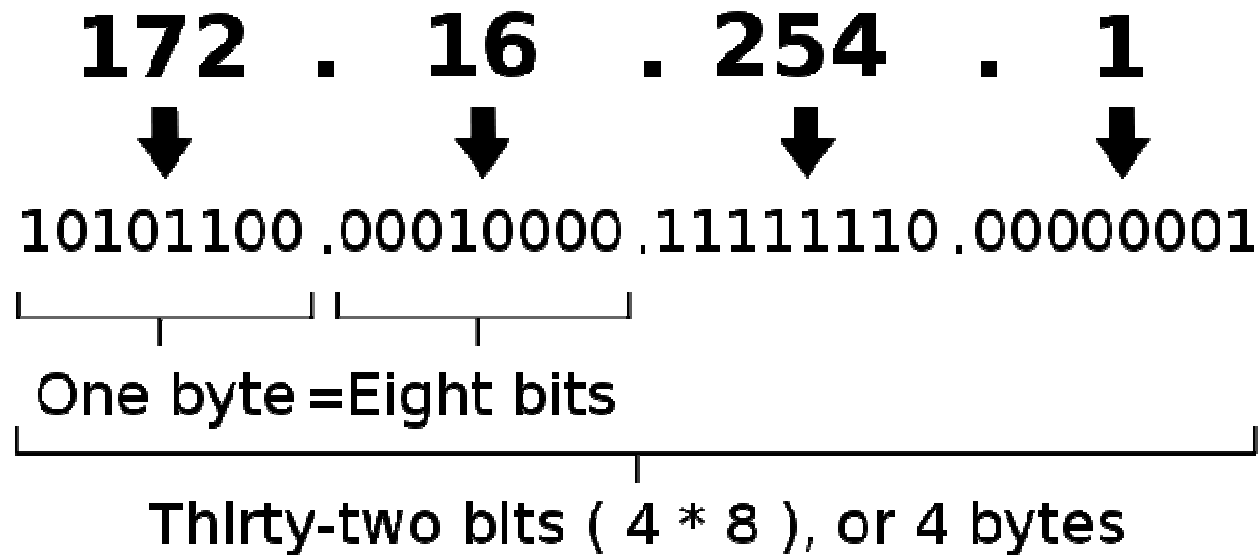 172 . 16 . 254 . 1
10101100 .00010000 .11111110 .00000001
One byte =Eight bits
Thirty-two bits ( 4 * 8 ), or 4 bytes